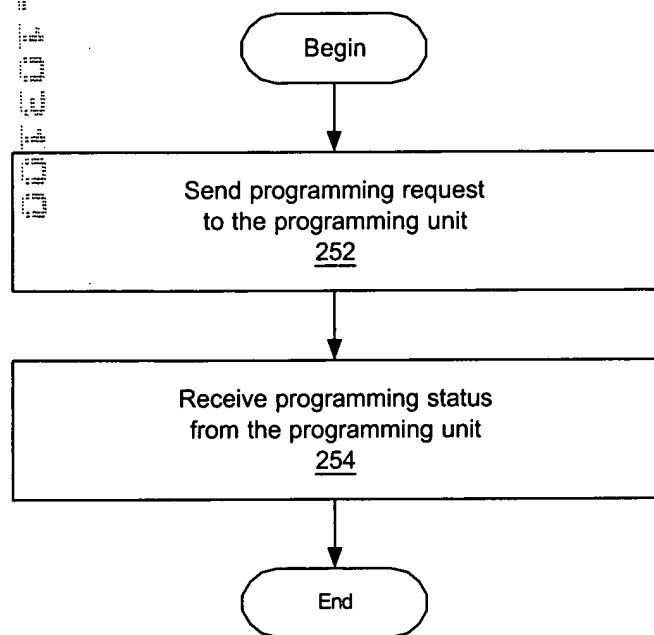 Begin
Send programming request
to the programming unit
252
Receive programming status
from the programming unit
254
End